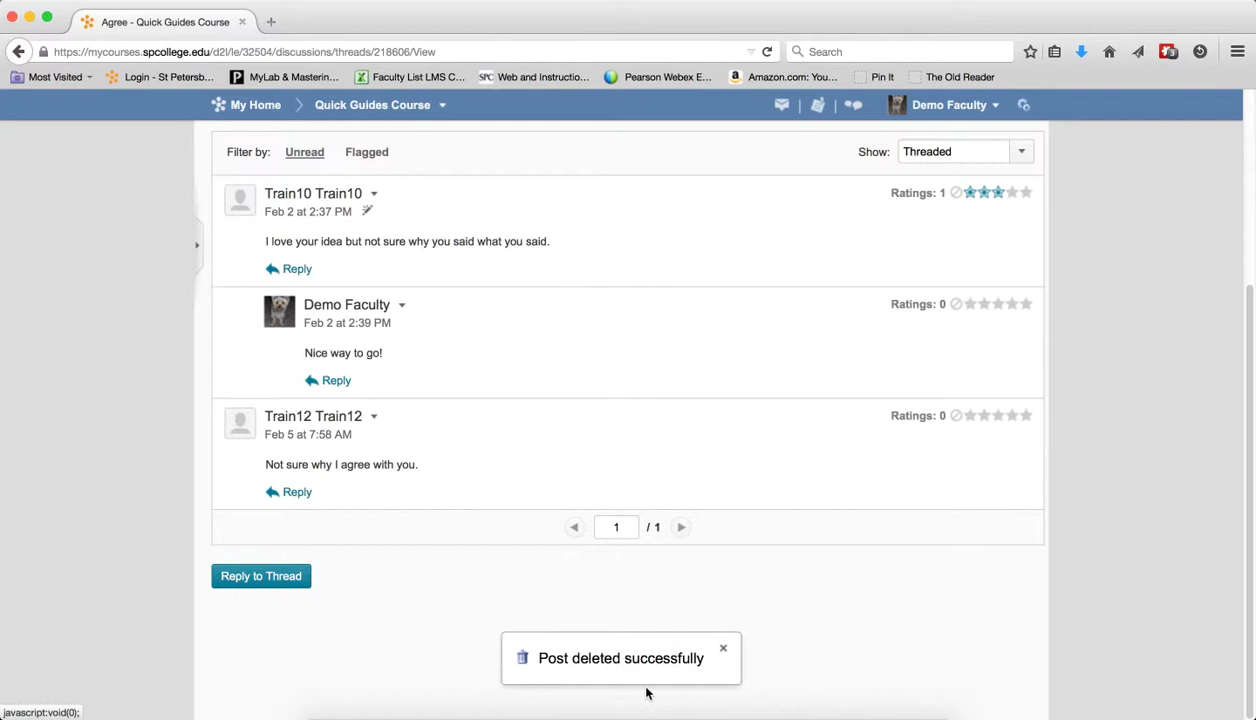 Agree - Quick Guides Course
https://mycourses.spcollege.edu/d2l/le/32504/discussions/threads/218606/View
Search
Most Visited
Login - St Petersb...
MyLab & Mastering...
Faculty List LMS C...
SPC Web and Instructio...
Pearson Webex E...
Amazon.com: You...
Pin It
The Old Reader
My Home
Quick Guides Course
Demo Faculty
Filter by: Unread Flagged
Show: Threaded
Train10 Train10
Ratings: 1
Feb 2 at 2:37 PM
I love your idea but not sure why you said what you said.
Reply
Demo Faculty
Ratings: 0
Feb 2 at 2:39 PM
Nice way to go!
Reply
Train12 Train12
Ratings: 0
Feb 5 at 7:58 AM
Not sure why I agree with you.
Reply
1 / 1
Reply to Thread
Post deleted successfully
javascript:void(0);